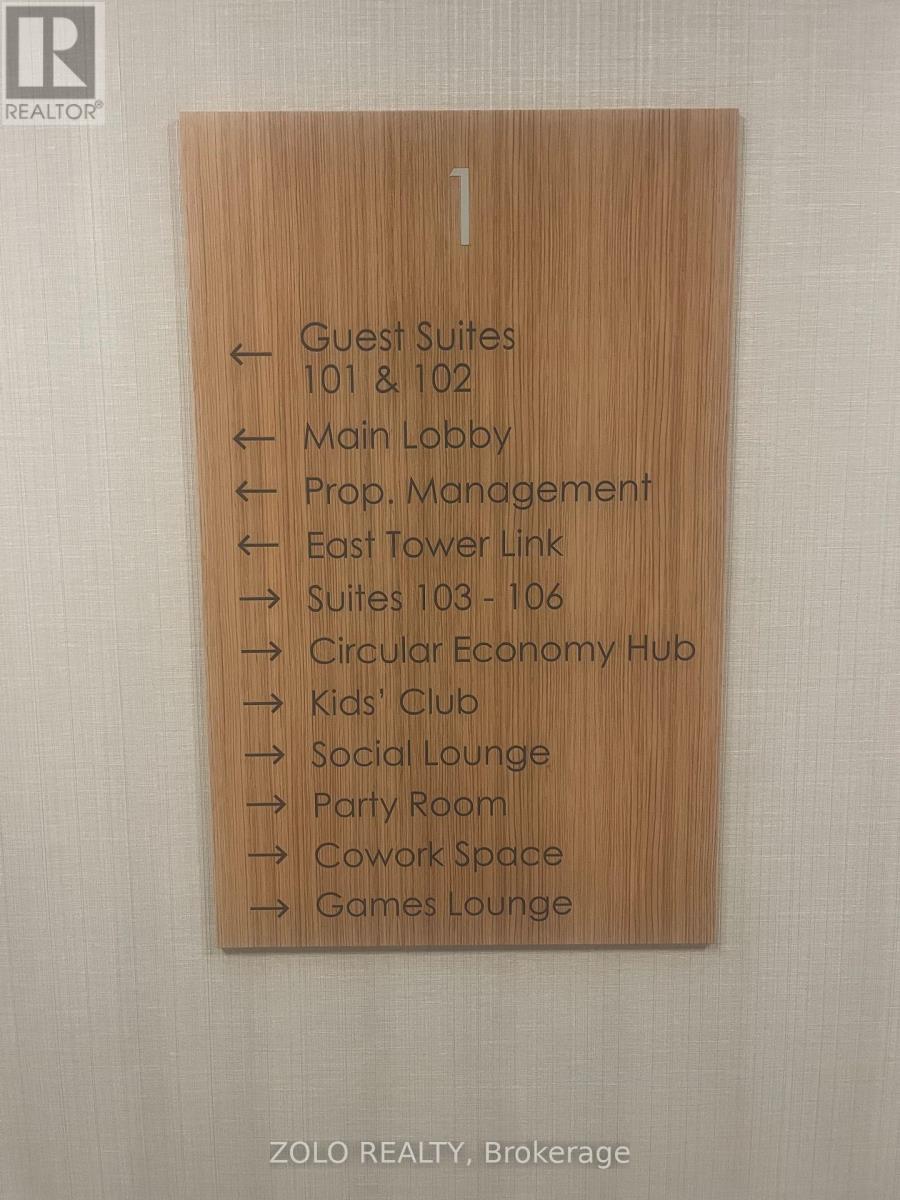 R
REALTOR®
1
← Guest Suites
101 & 102
← Main Lobby
← Prop. Management
← East Tower Link
→ Suites 103 - 106
→ Circular Economy Hub
→ Kids’ Club
→ Social Lounge
→ Party Room
→ Cowork Space
→ Games Lounge
ZOLO REALTY, Brokerage